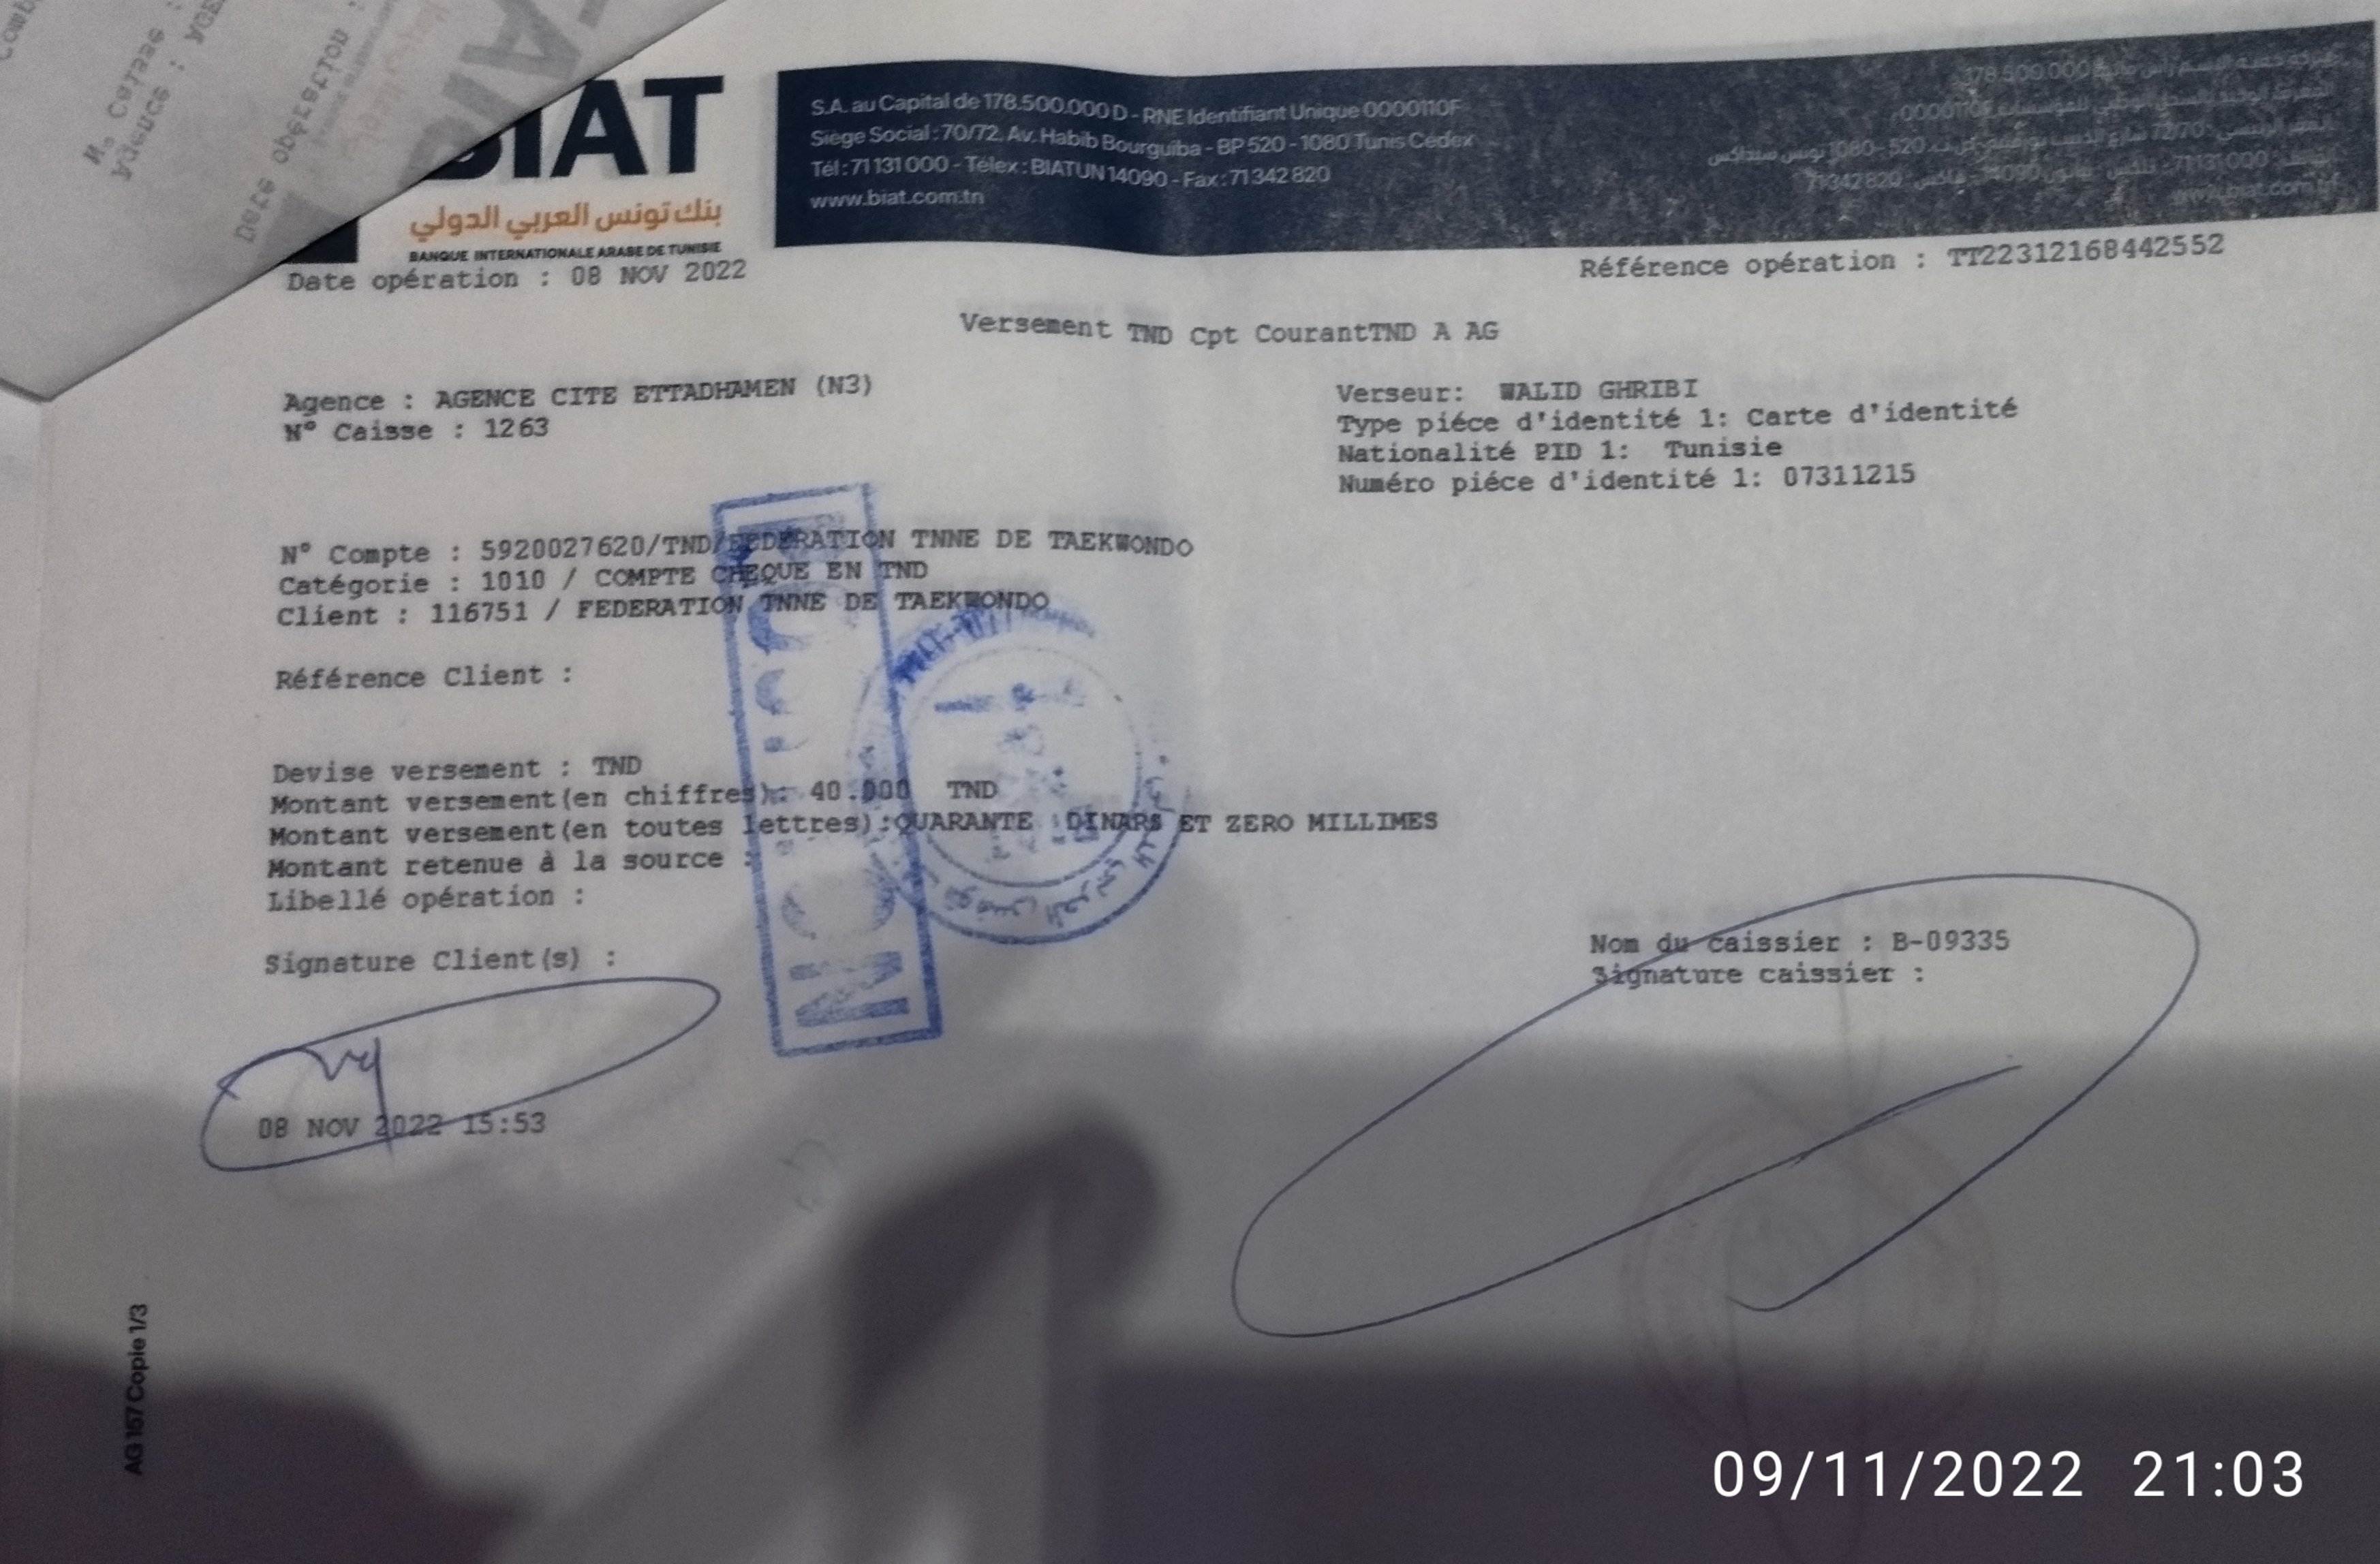 BIAT
بنك تونس العربي الدولي
BANQUE INTERNATIONALE ARABE DE TUNISIE
S.A. au Capital de 178.500.000 D - RNE Identifiant Unique 0000110F
Siège Social : 70/72, Av. Habib Bourguiba - BP 520 - 1080 Tunis Cedex
Tél : 71 131 000 - Télex : BIATUN 14090 - Fax : 71 342 820
www.biat.com.tn
Date opération : 08 NOV 2022
Référence opération : TT22312168442552
Versement TND Cpt CourantTND A AG
Agence : AGENCE CITE ETTADHAMEN (N3)
N° Caisse : 1263
Verseur: WALID GHRIBI
Type piéce d'identité 1: Carte d'identité
Nationalité PID 1: Tunisie
Numéro piéce d'identité 1: 07311215
N° Compte : 5920027620/TND/FEDERATION TNNE DE TAEKWONDO
Catégorie : 1010 / COMPTE CHEQUE EN TND
Client : 116751 / FEDERATION TNNE DE TAEKWONDO
Référence Client :
Devise versement : TND
Montant versement(en chiffres): 40.000 TND
Montant versement(en toutes lettres):QUARANTE DINARS ET ZERO MILLIMES
Montant retenue à la source :
Libellé opération :
Signature Client(s) :
Nom du caissier : B-09335
Signature caissier :
08 NOV 2022 15:53
AG 157 Copie 1/3
09/11/2022 21:03